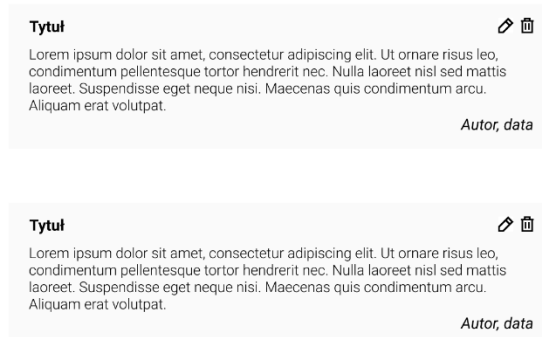 Tytuł
Lorem ipsum dolor sit amet, consectetur adipiscing elit. Ut ornare risus leo,
condimentum pellentesque tortor hendrerit nec. Nulla laoreet nisl sed mattis
laoreet. Suspendisse eget neque nisi. Maecenas quis condimentum arcu.
Aliquam erat volutpat.
Autor, data
Tytuł
Lorem ipsum dolor sit amet, consectetur adipiscing elit. Ut ornare risus leo,
condimentum pellentesque tortor hendrerit nec. Nulla laoreet nisl sed mattis
laoreet. Suspendisse eget neque nisi. Maecenas quis condimentum arcu.
Aliquam erat volutpat.
Autor, data